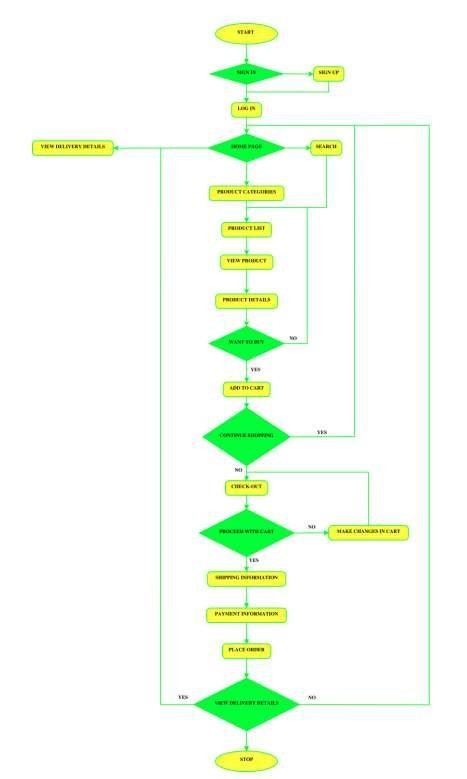 START
SIGN IN
SIGN UP
LOG IN
VIEW DELIVERY DETAILS
HOME PAGE
SEARCH
PRODUCT CATEGORIES
PRODUCT LIST
VIEW PRODUCT
PRODUCT DETAILS
WANT TO BUY
NO
YES
ADD TO CART
CONTINUE SHOPPING
YES
NO
CHECK-OUT
PROCEED WITH CART
NO
MAKE CHANGES IN CART
YES
SHIPPING INFORMATION
PAYMENT INFORMATION
PLACE ORDER
YES
VIEW DELIVERY DETAILS
NO
STOP